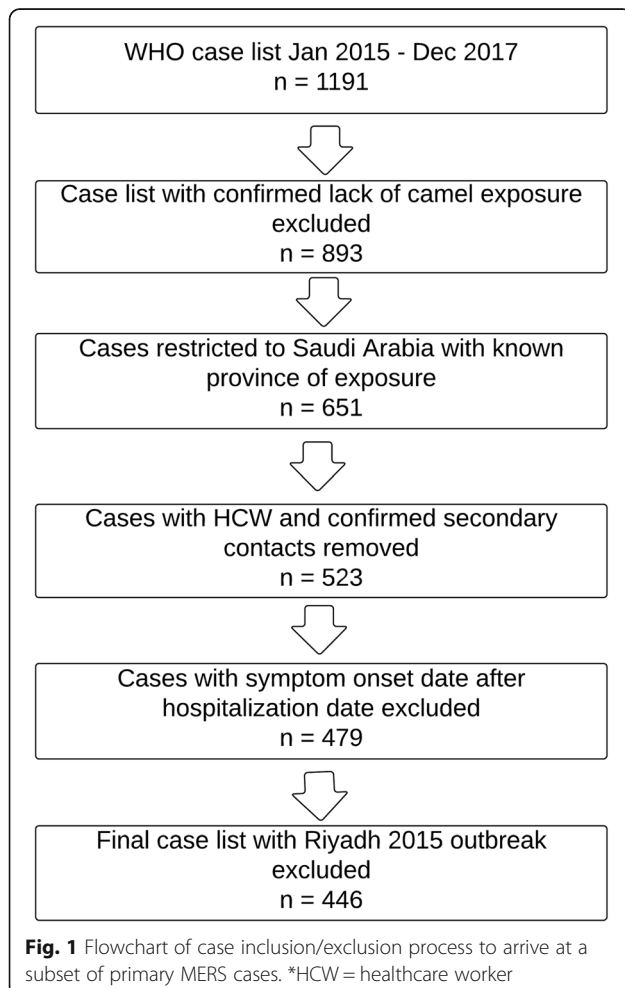 WHO case list Jan 2015 - Dec 2017
n = 1191
Case list with confirmed lack of camel exposure
excluded
n = 893
Cases restricted to Saudi Arabia with known
province of exposure
n = 651
Cases with HCW and confirmed secondary
contacts removed
n = 523
Cases with symptom onset date after
hospitalization date excluded
n = 479
Final case list with Riyadh 2015 outbreak
excluded
n = 446
Fig. 1 Flowchart of case inclusion/exclusion process to arrive at a
subset of primary MERS cases. *HCW = healthcare worker